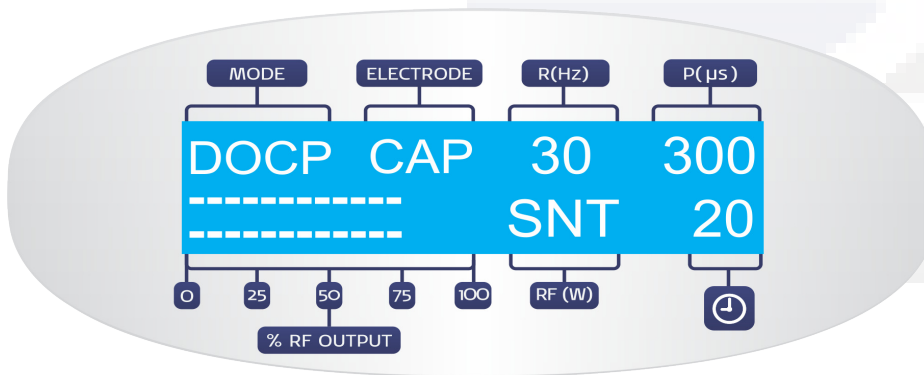 MODE ELECTRODE R(Hz) P(µs)
DOCP CAP 30 300
------------
------------ SNT 20
0 25 50 75 100 RF (W)
% RF OUTPUT